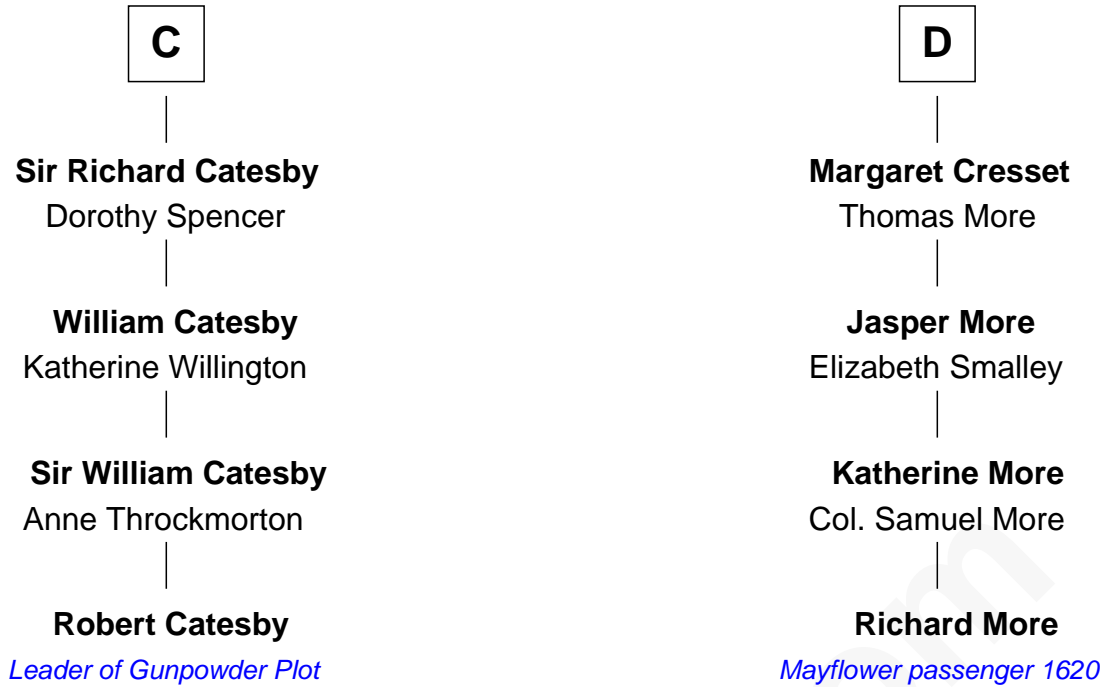 C
Sir Richard Catesby
Dorothy Spencer
William Catesby
Katherine Willington
Sir William Catesby
Anne Throckmorton
Robert Catesby
Leader of Gunpowder Plot
D
Margaret Cresset
Thomas More
Jasper More
Elizabeth Smalley
Katherine More
Col. Samuel More
Richard More
Mayflower passenger 1620